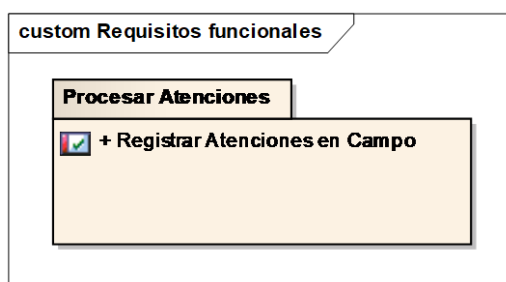 custom Requisitos funcionales
Procesar Atenciones
+ Registrar Atenciones en Campo